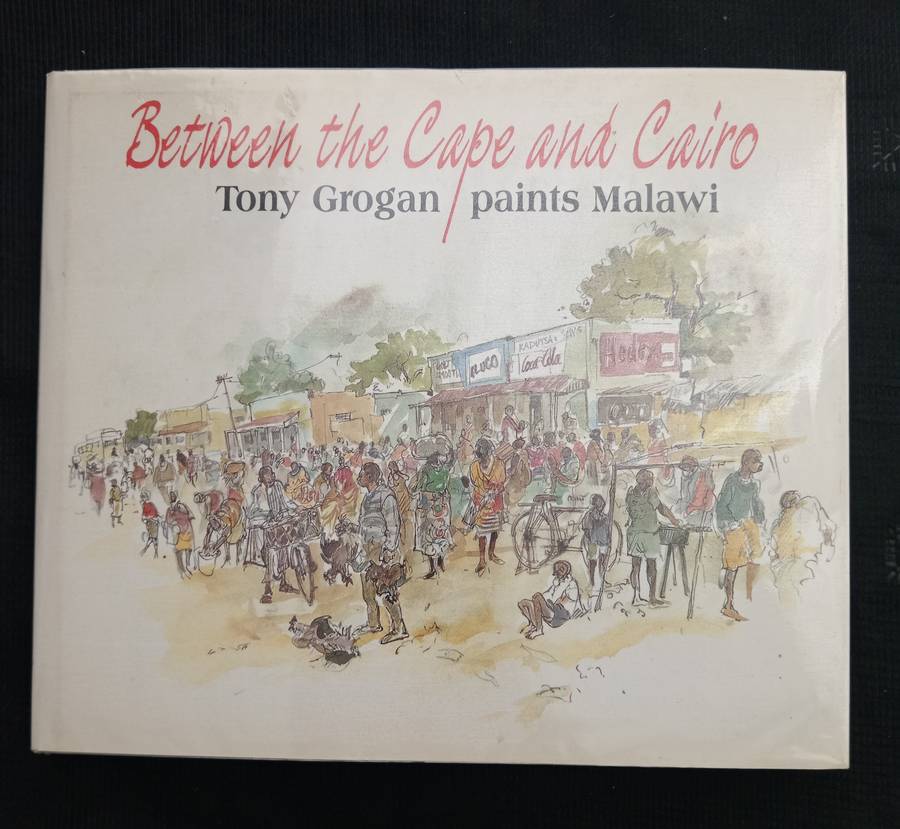 Between the Cape and Cairo
Tony Grogan paints Malawi
Coca-Cola